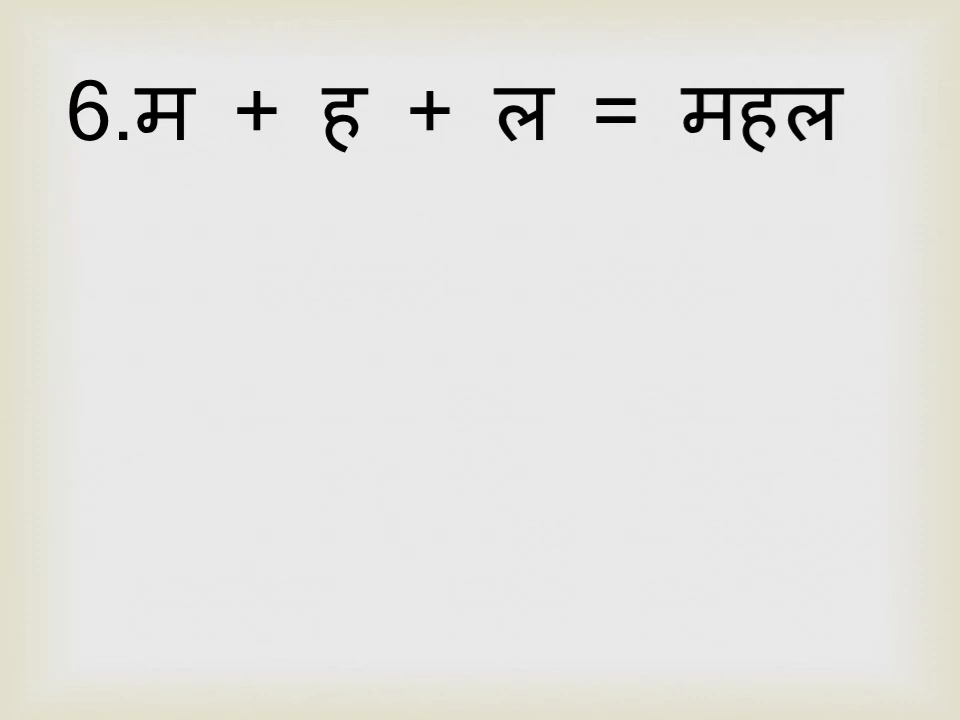 6.म + ह + ल = महल